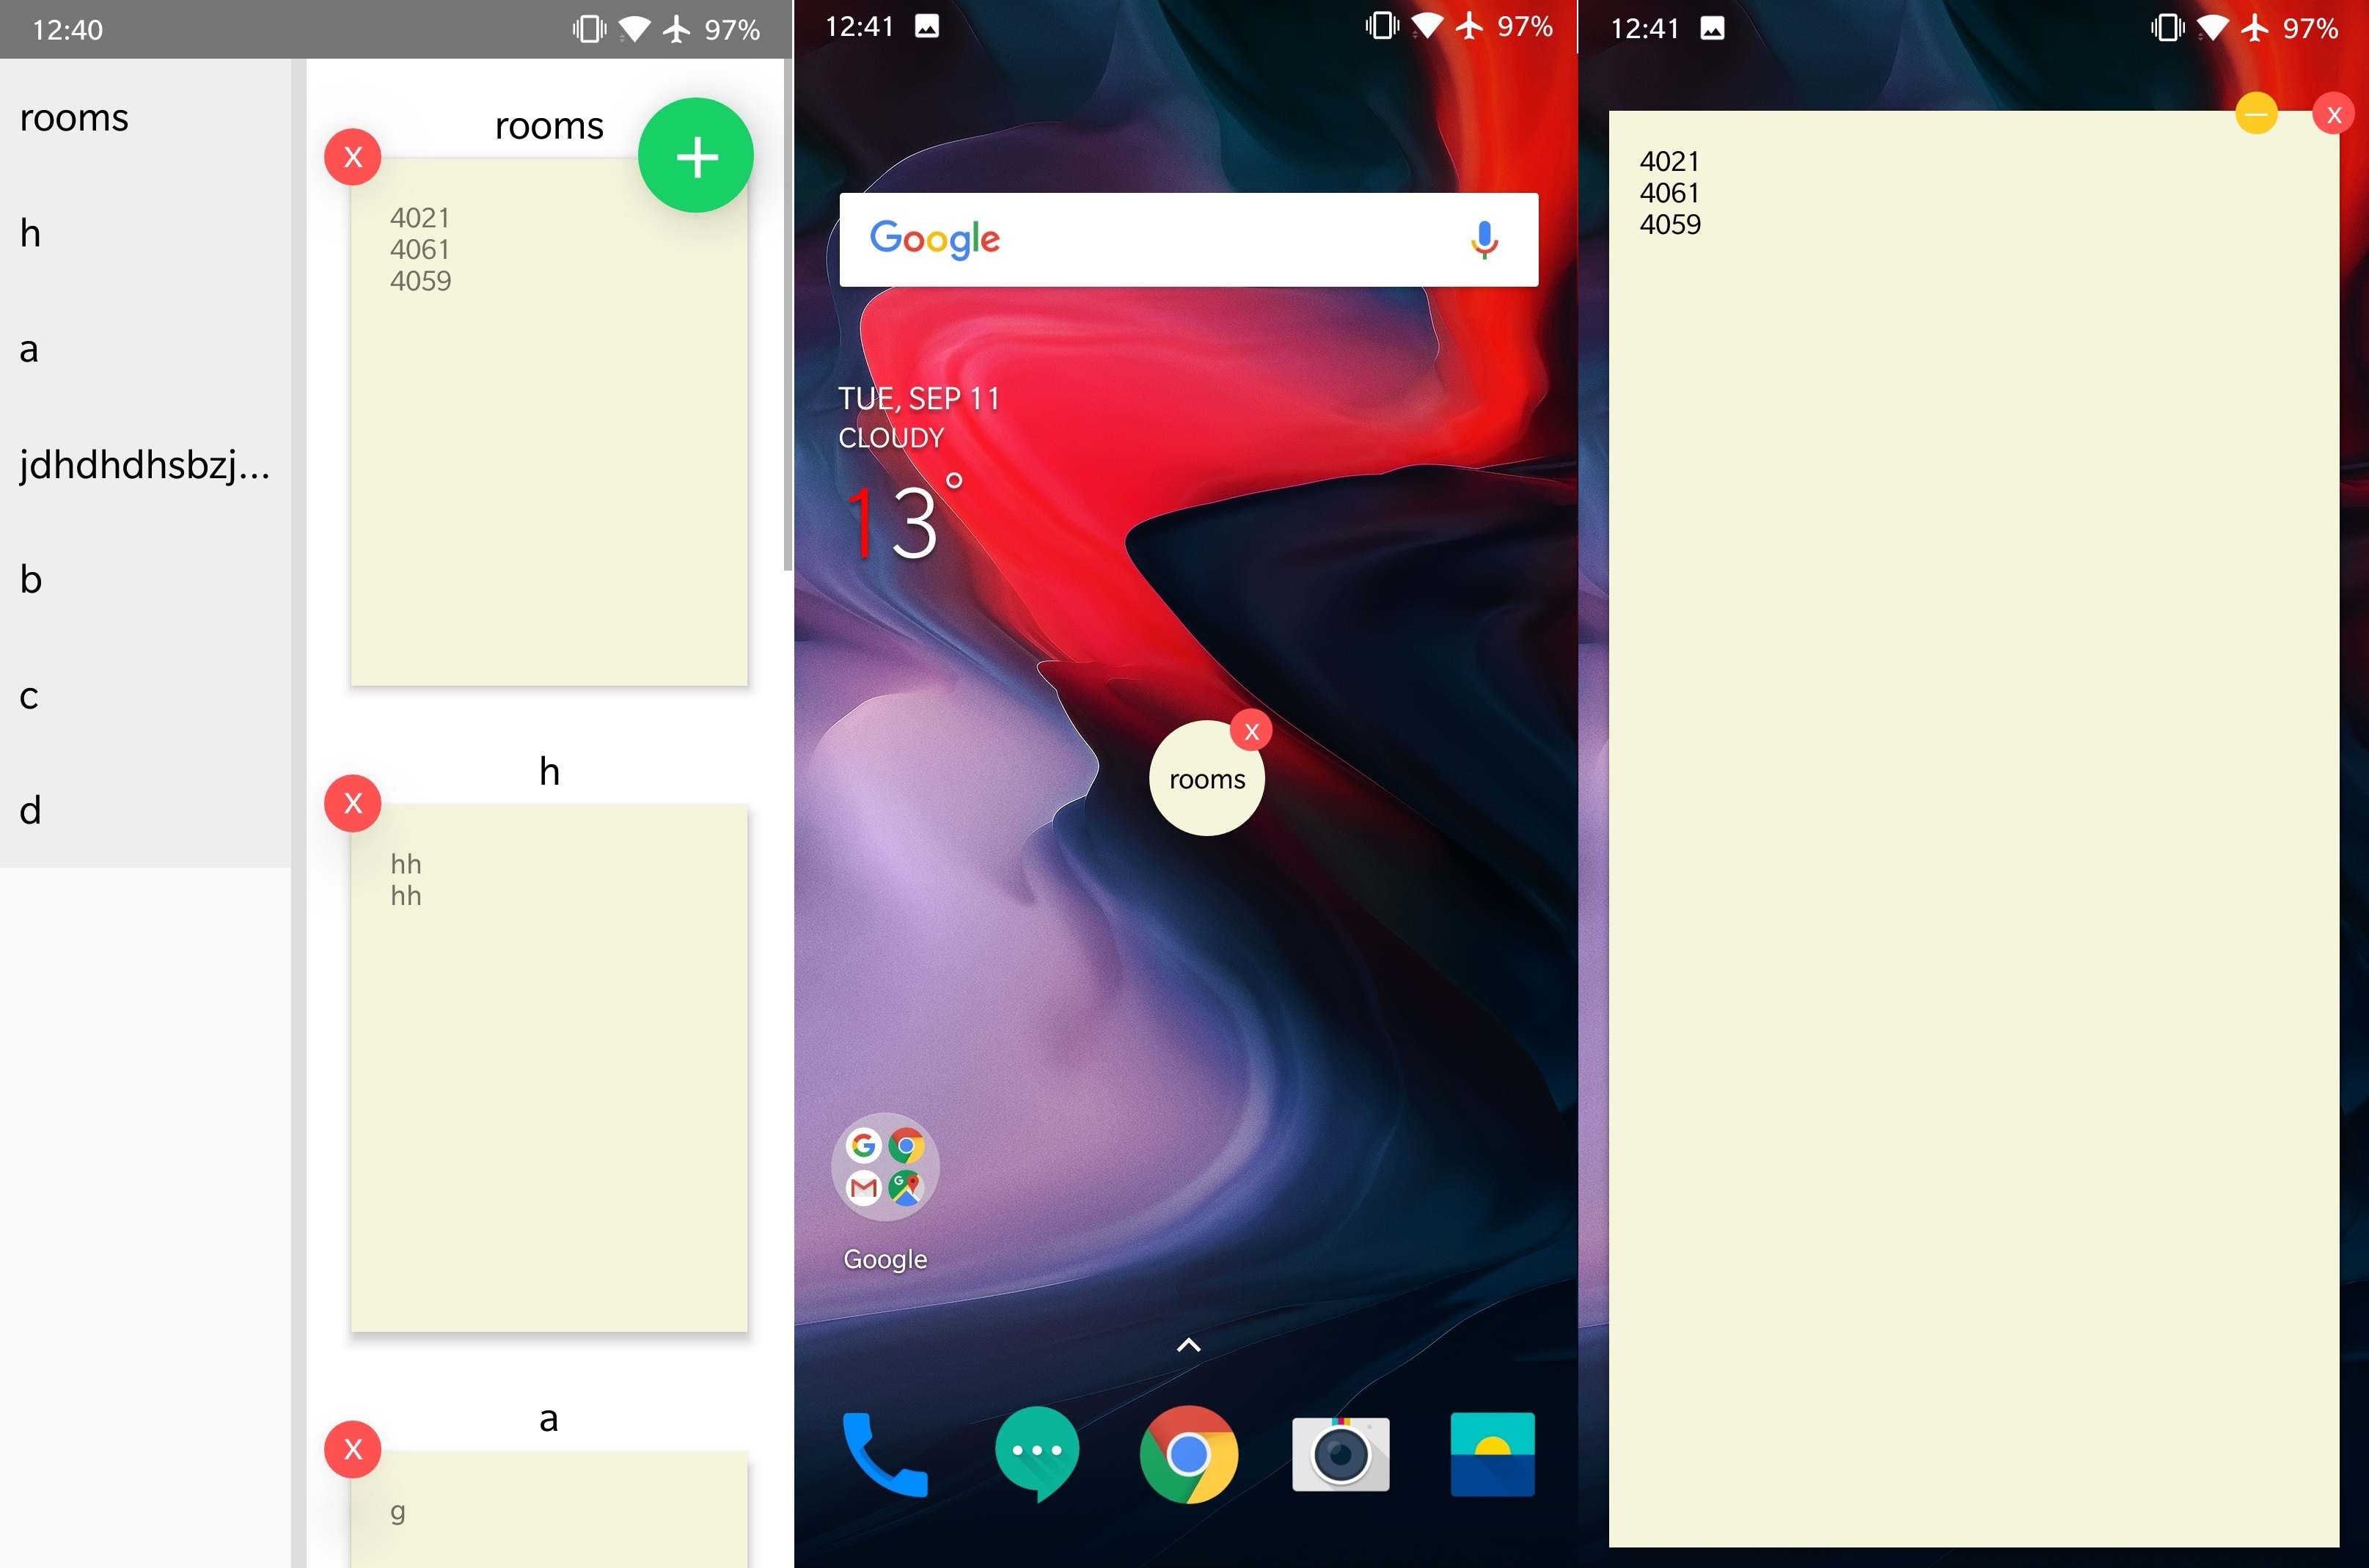 12:40
97%
rooms
h
a
jdhdhdhsbzj...
b
c
d
rooms
X
+
4021
4061
4059
h
X
hh
hh
a
X
g
12:41
97%
Google
TUE, SEP 11
CLOUDY
13°
X
rooms
G
G
Google
12:41
97%
X
4021
4061
4059